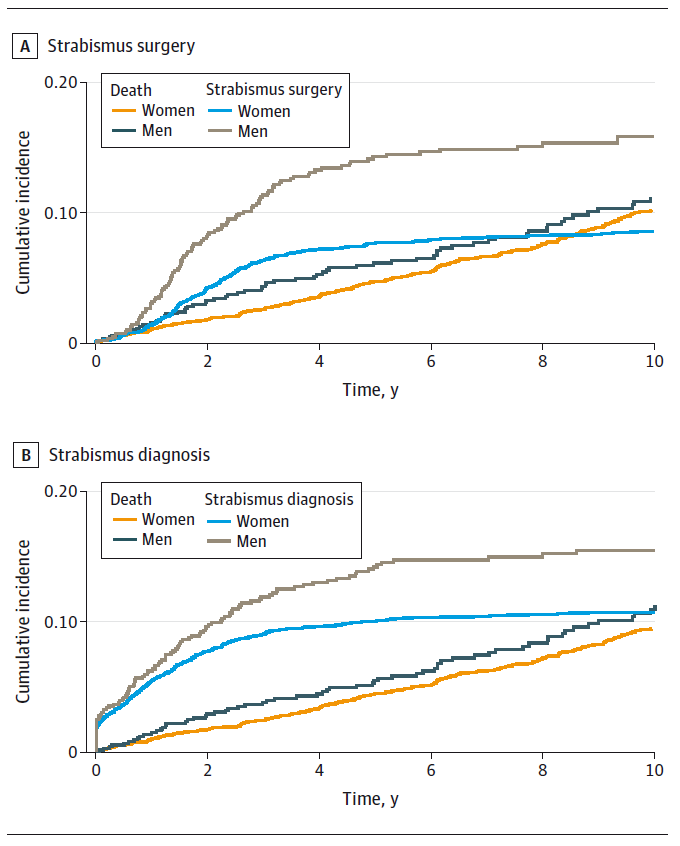 A Strabismus surgery
0.20
Death Strabismus surgery
Women Women
Men Men
0.10
0
Cumulative incidence
0 2 4 6 8 10
Time, y
B Strabismus diagnosis
0.20
Death Strabismus diagnosis
Women Women
Men Men
0.10
0
Cumulative incidence
0 2 4 6 8 10
Time, y